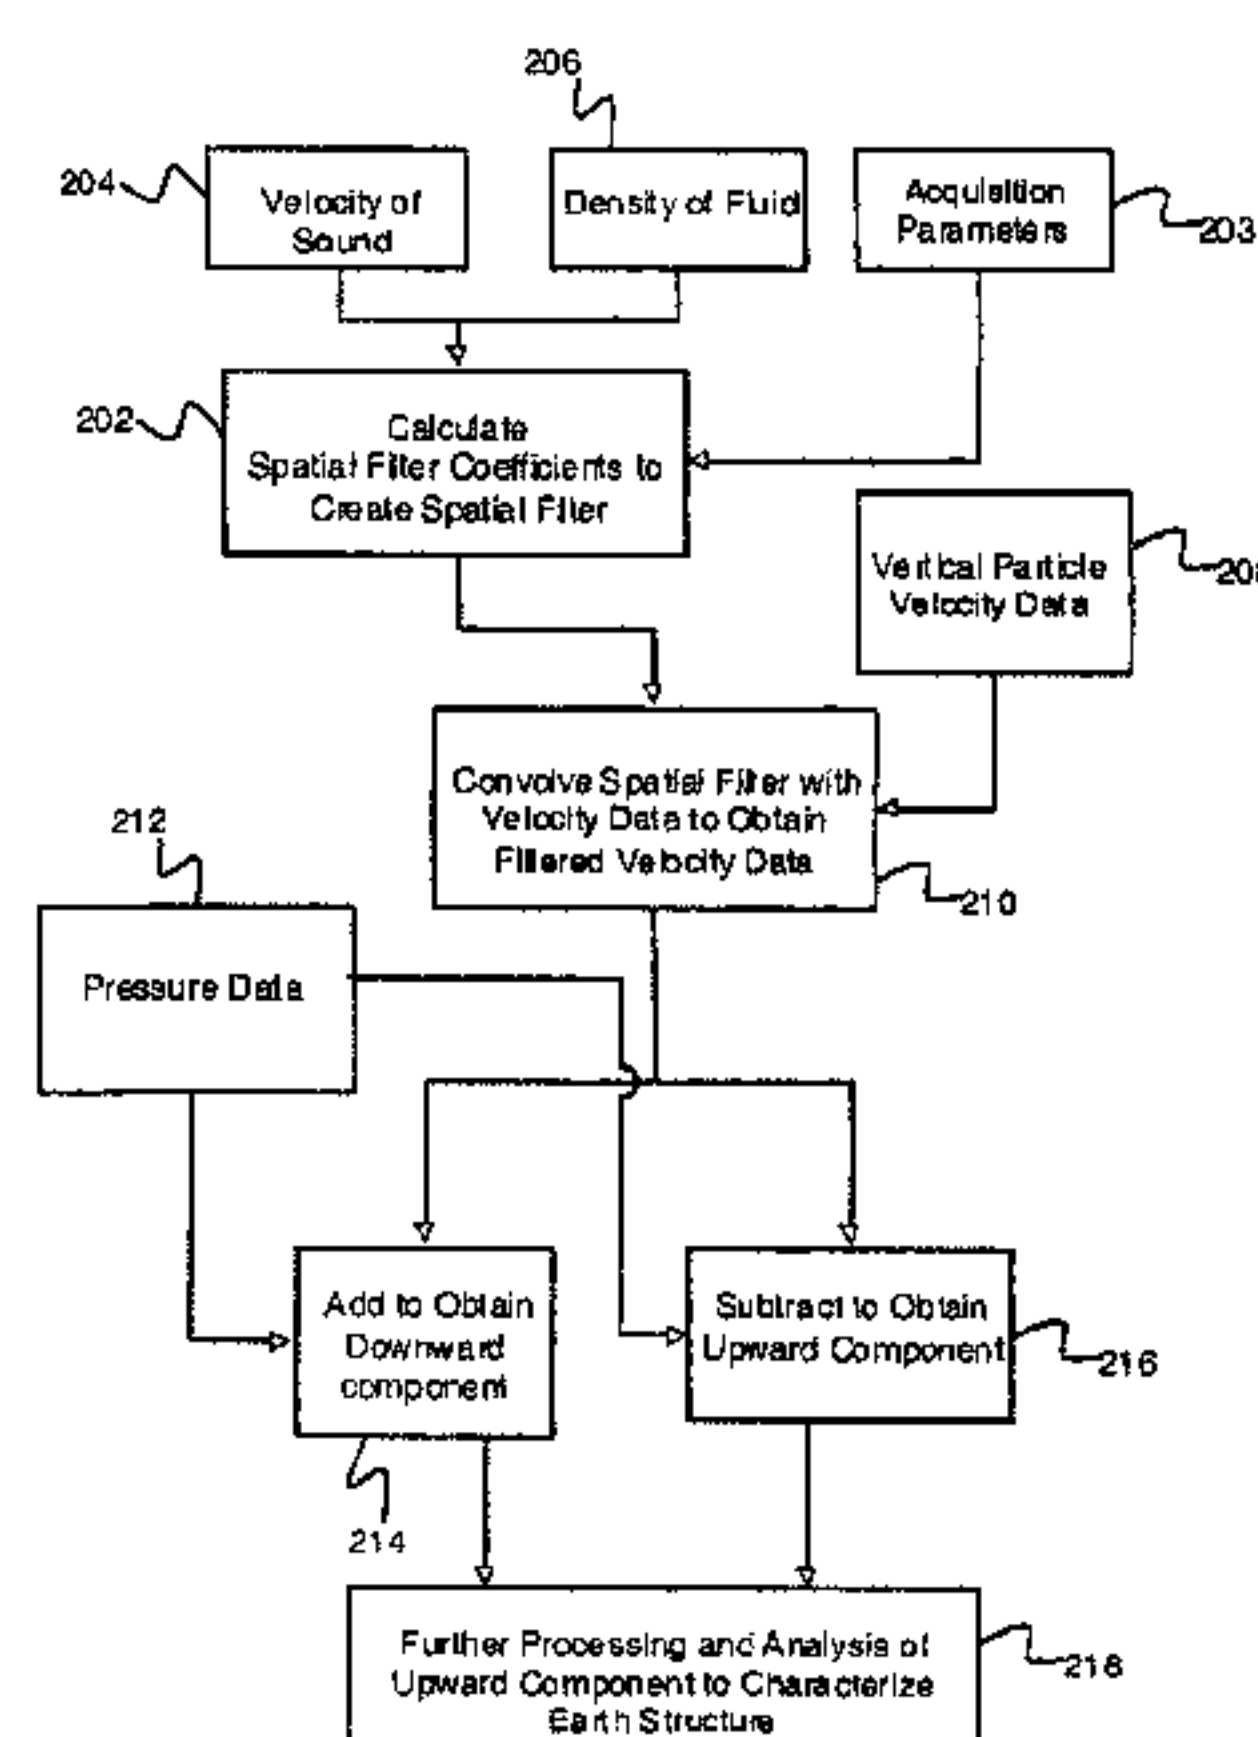 206
204
Velocity of
Sound
Density of Fluid
Acquisition
Parameters
203
202
Calculate
Spatial Filter Coefficients to
Create Spatial Filter
Vertical Particle
Velocity Data
Convolve Spatial Filter with
Velocity Data to Obtain
Filtered Velocity Data
210
212
Pressure Data
Add to Obtain
Downward
component
214
Subtract to Obtain
Upward Component
216
Further Processing and Analysis of
Upward Component to Characterize
Earth Structure
218